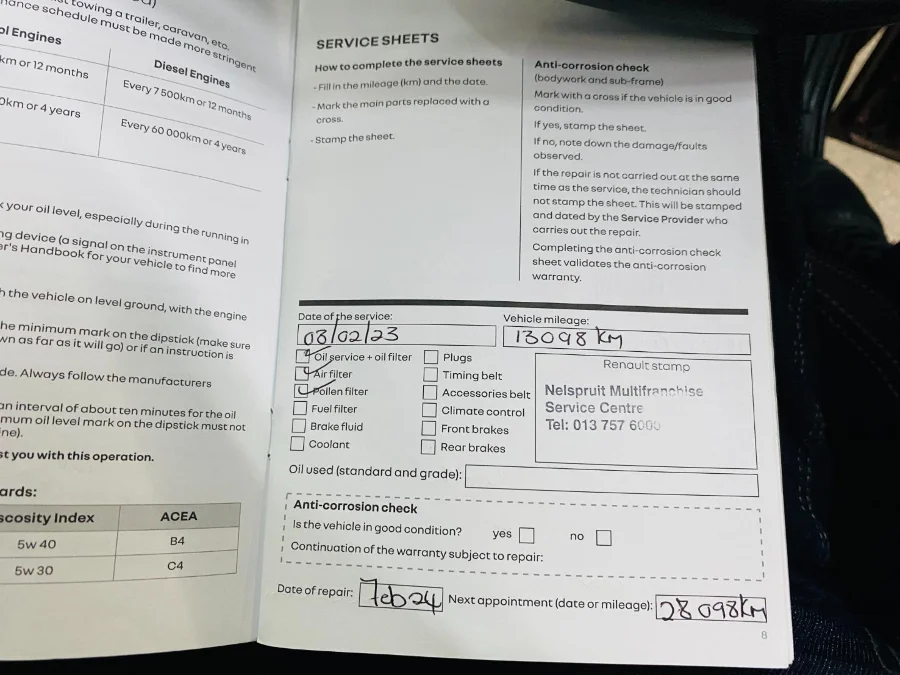 towing a trailer, caravan, etc.
nance schedule must be made more stringent
ol Engines
Diesel Engines
km or 12 months
Every 7 500km or 12 months
0km or 4 years
Every 60 000km or 4 years
k your oil level, especially during the running in
ng device (a signal on the instrument panel
er's Handbook for your vehicle to find more
h the vehicle on level ground, with the engine
he minimum mark on the dipstick (make sure
wn as far as it will go) or if an instruction is
de. Always follow the manufacturers
an interval of about ten minutes for the oil
mum oil level mark on the dipstick must not
ine).
st you with this operation.
ards:
scosity Index ACEA
5w 40 B4
5w 30 C4
SERVICE SHEETS
How to complete the service sheets
- Fill in the mileage (km) and the date.
- Mark the main parts replaced with a
cross.
- Stamp the sheet.
Anti-corrosion check
(bodywork and sub-frame)
Mark with a cross if the vehicle is in good
condition.
If yes, stamp the sheet.
If no, note down the damage/faults
observed.
If the repair is not carried out at the same
time as the service, the technician should
not stamp the sheet. This will be stamped
and dated by the Service Provider who
carries out the repair.
Completing the anti-corrosion check
sheet validates the anti-corrosion
warranty.
Date of the service:
08/02/23
Vehicle mileage:
13098 KM
Oil service + oil filter
Air filter
Pollen filter
Fuel filter
Brake fluid
Coolant
Plugs
Timing belt
Accessories belt
Climate control
Front brakes
Rear brakes
Renault stamp
Nelspruit Multifranchise
Service Centre
Tel: 013 757 6000
Oil used (standard and grade):
Anti-corrosion check
Is the vehicle in good condition? yes no
Continuation of the warranty subject to repair:
Date of repair: Feb 24 Next appointment (date or mileage): 28 098KM
8